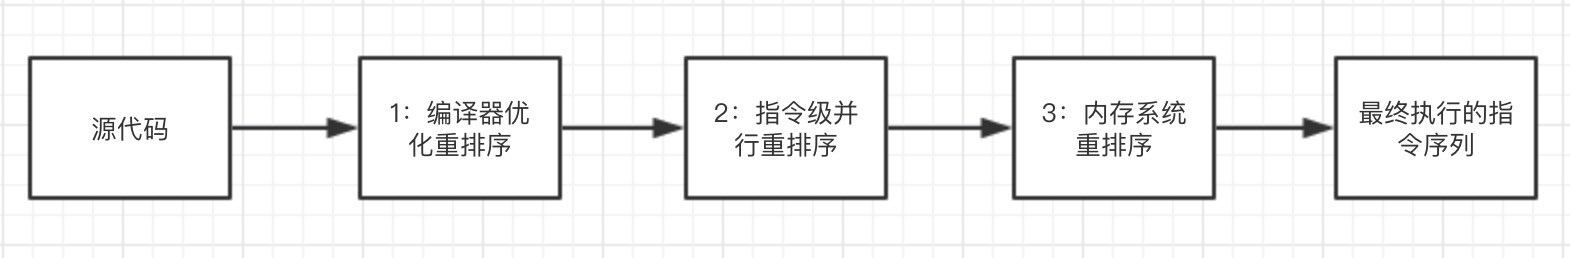 源代码
1：编译器优
化重排序
2：指令级并
行重排序
3：内存系统
重排序
最终执行的指
令序列